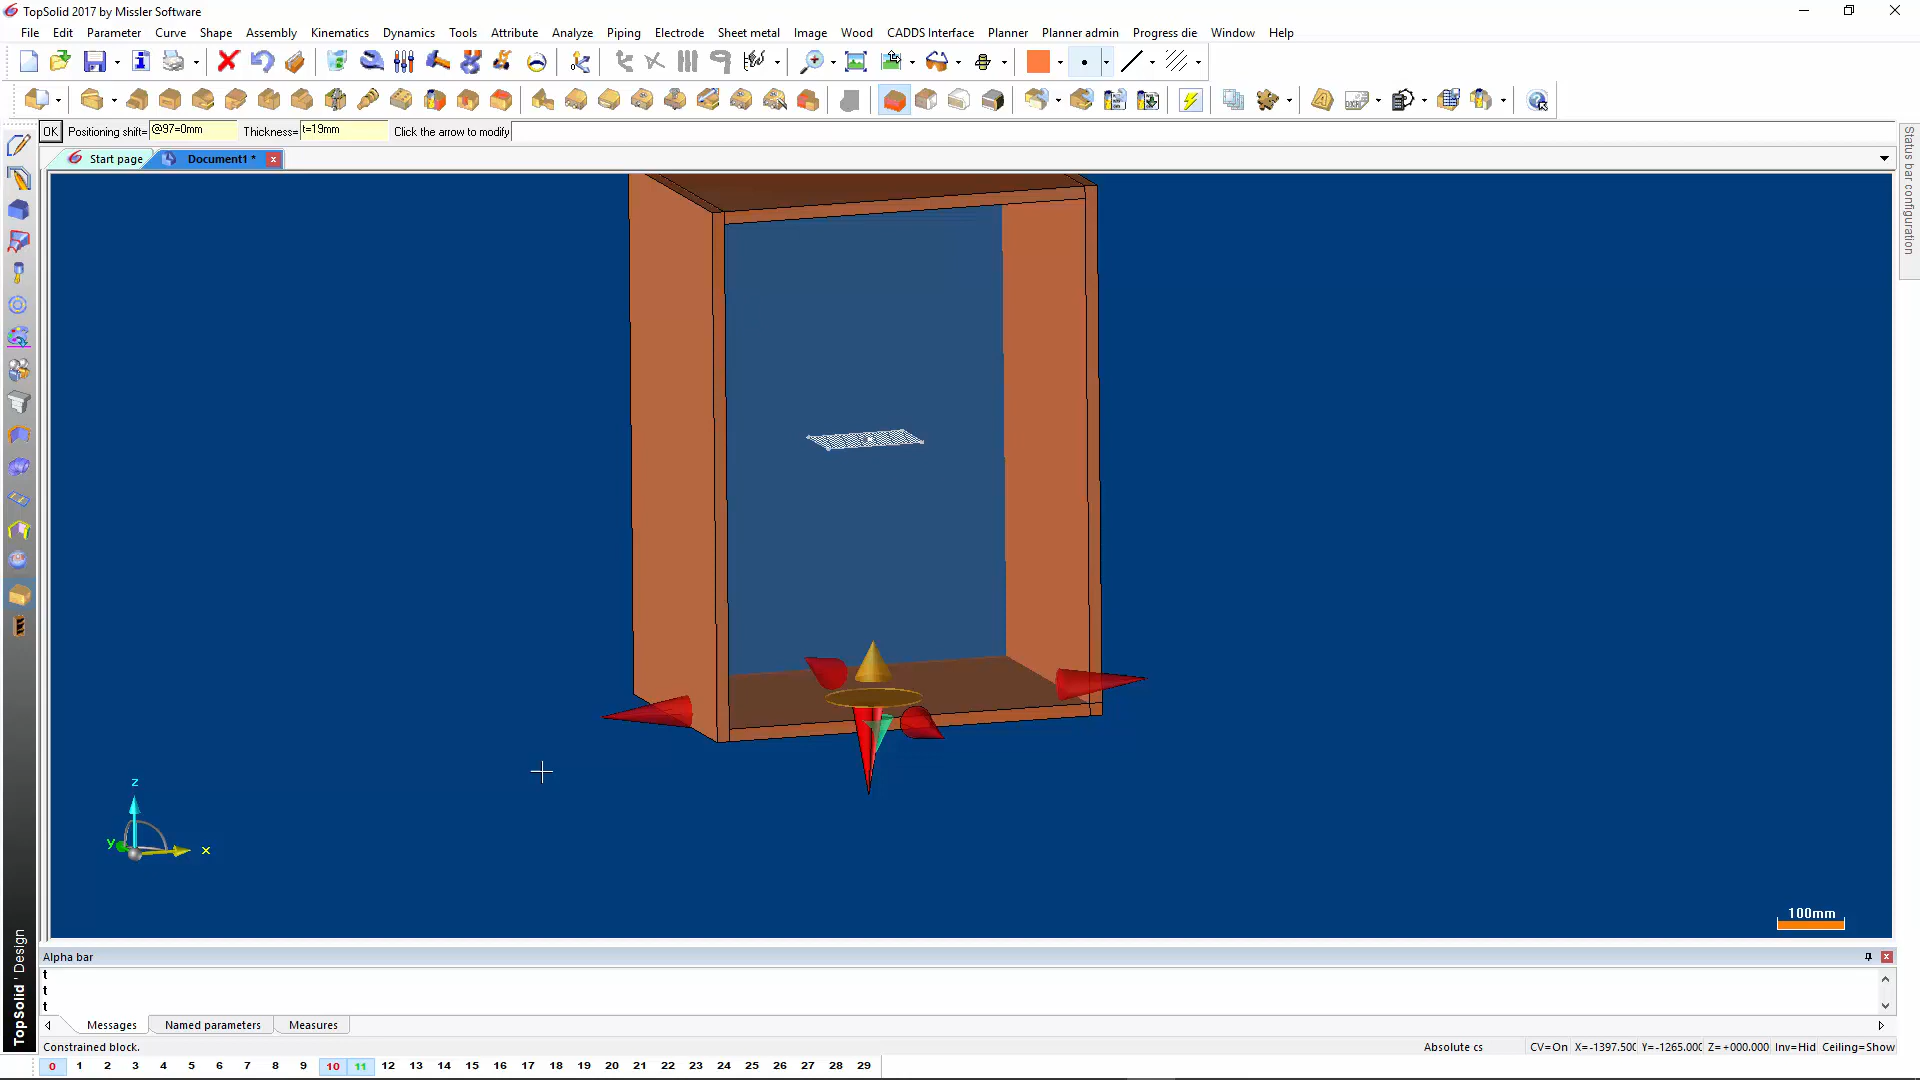 TopSolid 2017 by Missler Software
File Edit Parameter Curve Shape Assembly Kinematics Dynamics Tools Attribute Analyze Piping Electrode Sheet metal Image Wood CADDS Interface Planner Planner admin Progress die Window Help
OK Positioning shift= @97=0mm Thickness= t=19mm Click the arrow to modify
Start page Document1 *
Status bar configuration
z
y
x
100mm
TopSolid ' Design
Alpha bar
t
t
t
Messages Named parameters Measures
Constrained block. Absolute cs CV=On X=-1397.500 Y=-1265.000 Z=+000.000 Inv=Hid Ceiling=Show
0 1 2 3 4 5 6 7 8 9 10 11 12 13 14 15 16 17 18 19 20 21 22 23 24 25 26 27 28 29